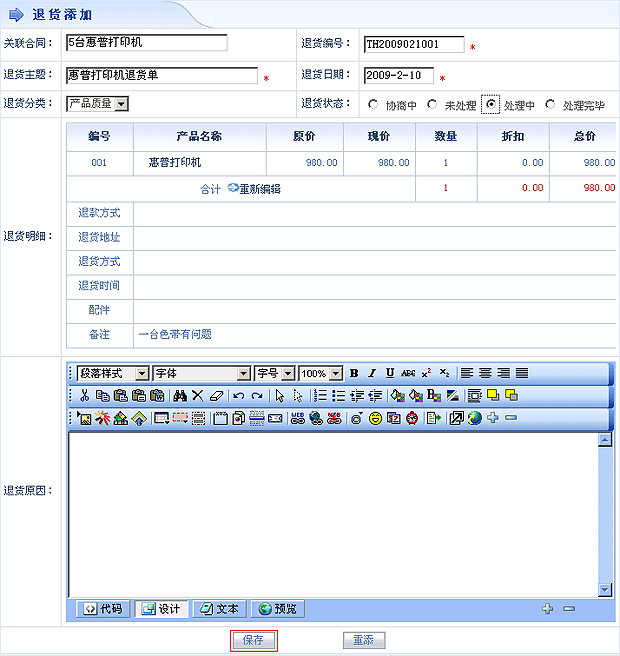 退货添加
关联合同： 5台惠普打印机 退货编号： TH2009021001 *
退货主题： 惠普打印机退货单 * 退货日期： 2009-2-10 *
退货分类： 产品质量 退货状态： 协商中 未处理 处理中 处理完毕
编号 产品名称 原价 现价 数量 折扣 总价
001 惠普打印机 980.00 980.00 1 0.00 980.00
合计 重新编辑 1 0.00 980.00
退款方式
退货地址
退货明细：
退货方式
退货时间
配件
备注 一台色带有问题
段落样式 字体 字号 100% B I U ABC x² x₂
退货原因：
代码 设计 文本 预览
保存 重添